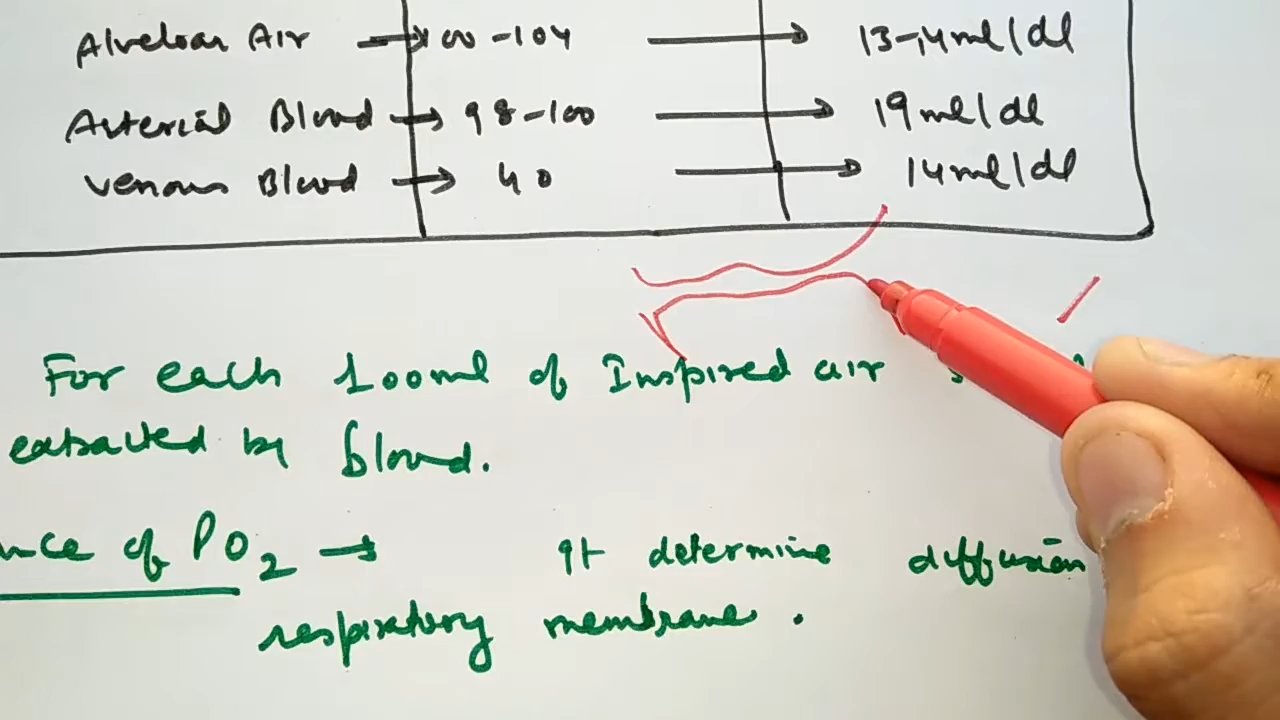 Alveloar Air → 100-104 → 13-14ml/dl
Arterial Blood → 98-100 → 19ml/dl
Venous Blood → 40 → 14ml/dl
For each 100ml of Inspired air
extracted by blood.
nce of PO2 → It determine diffusion
respiratory membrane.